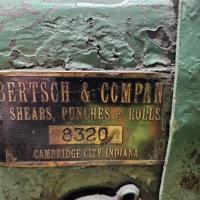 BERTSCH & COMPAN
SHEARS, PUNCHES & ROLLS
8320
CAMBRIDGE CITY INDIANA